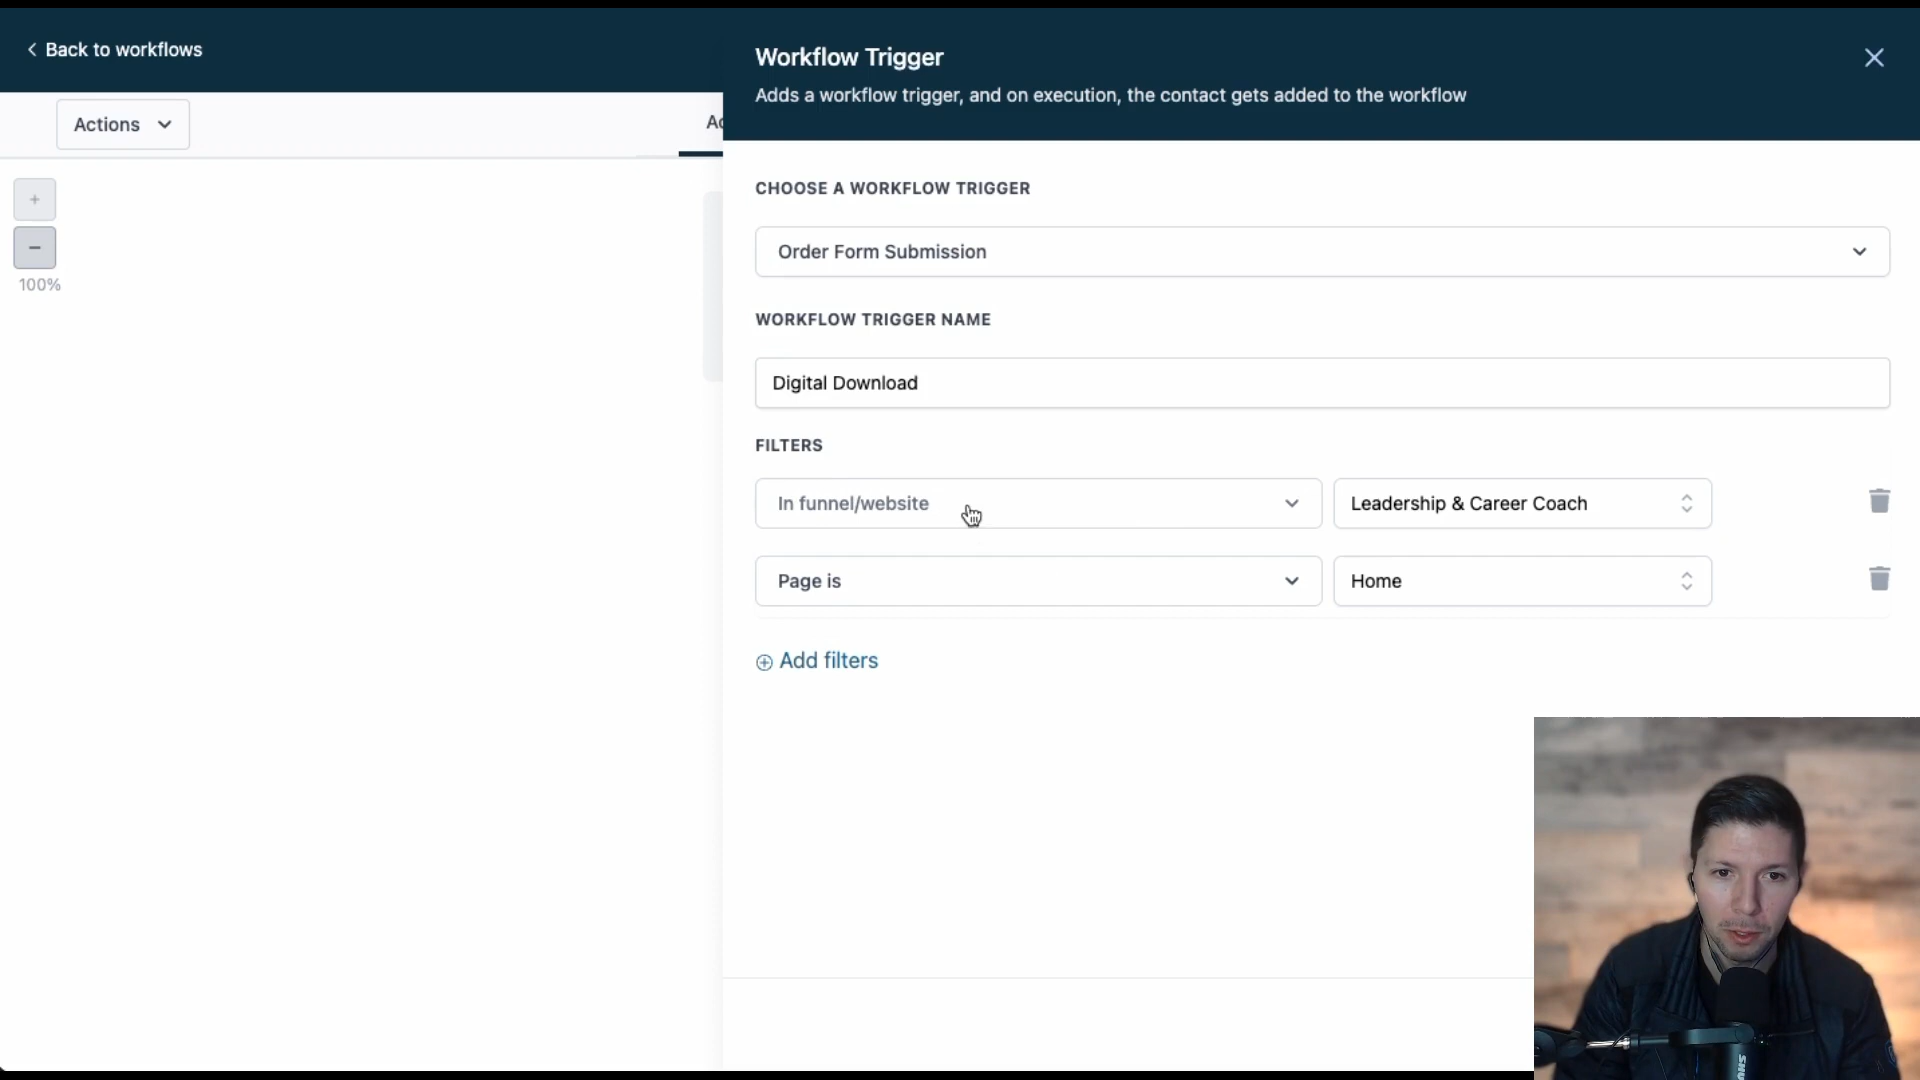 Back to workflows
Workflow Trigger
Adds a workflow trigger, and on execution, the contact gets added to the workflow
Actions
CHOOSE A WORKFLOW TRIGGER
+
Order Form Submission
−
100%
WORKFLOW TRIGGER NAME
Digital Download
FILTERS
In funnel/website
Leadership & Career Coach
Page is
Home
Add filters